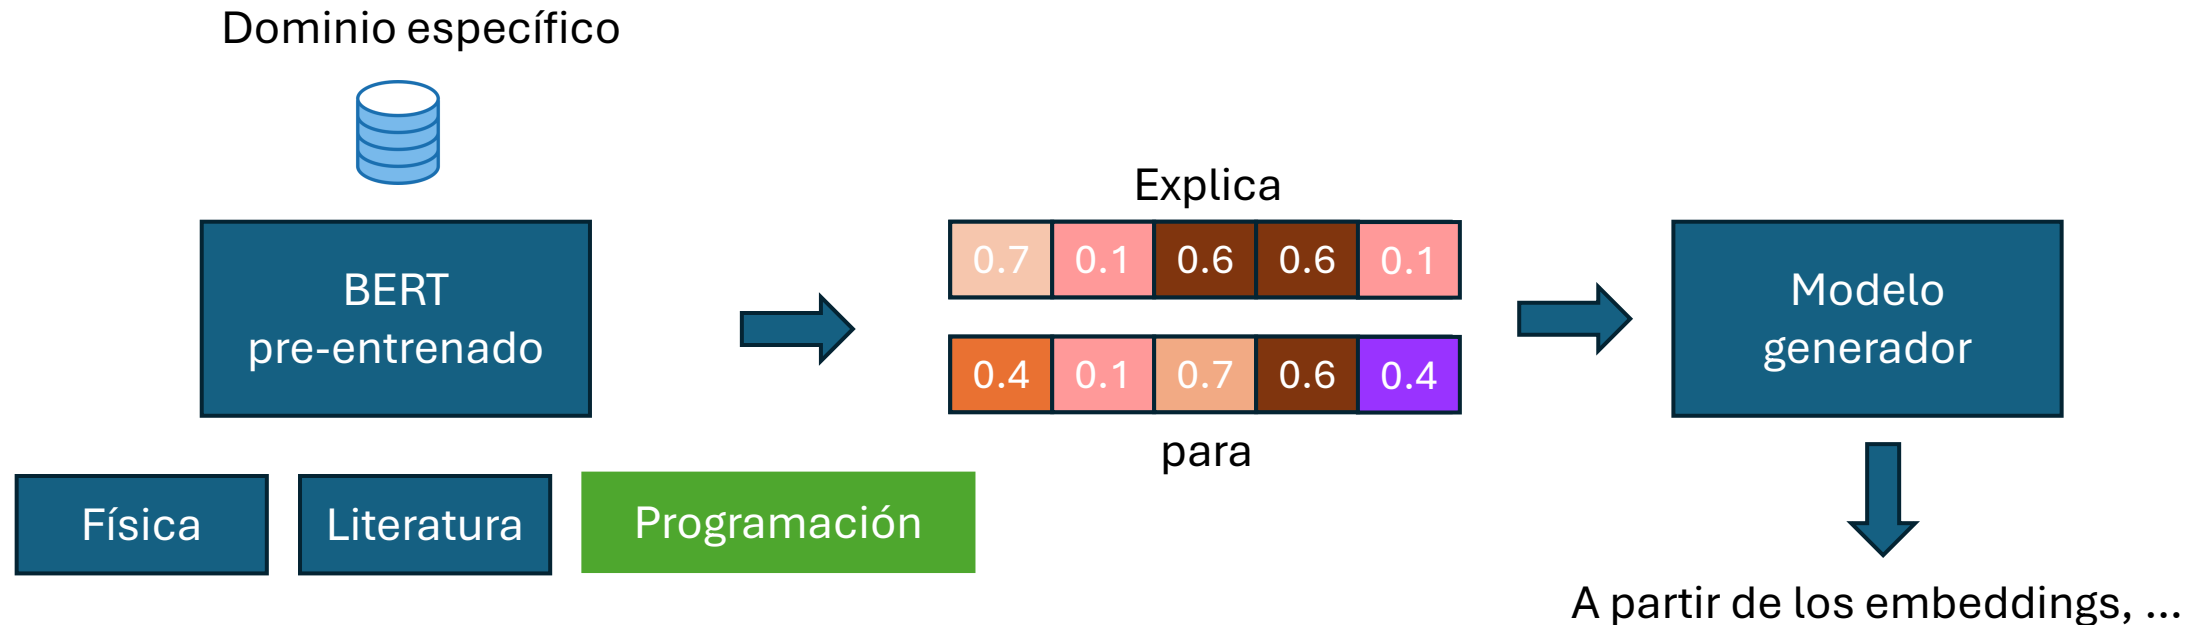 Dominio específico
BERT
pre-entrenado
Física
Literatura
Programación
Explica
0.7 0.1 0.6 0.6 0.1
0.4 0.1 0.7 0.6 0.4
para
Modelo
generador
A partir de los embeddings, ...